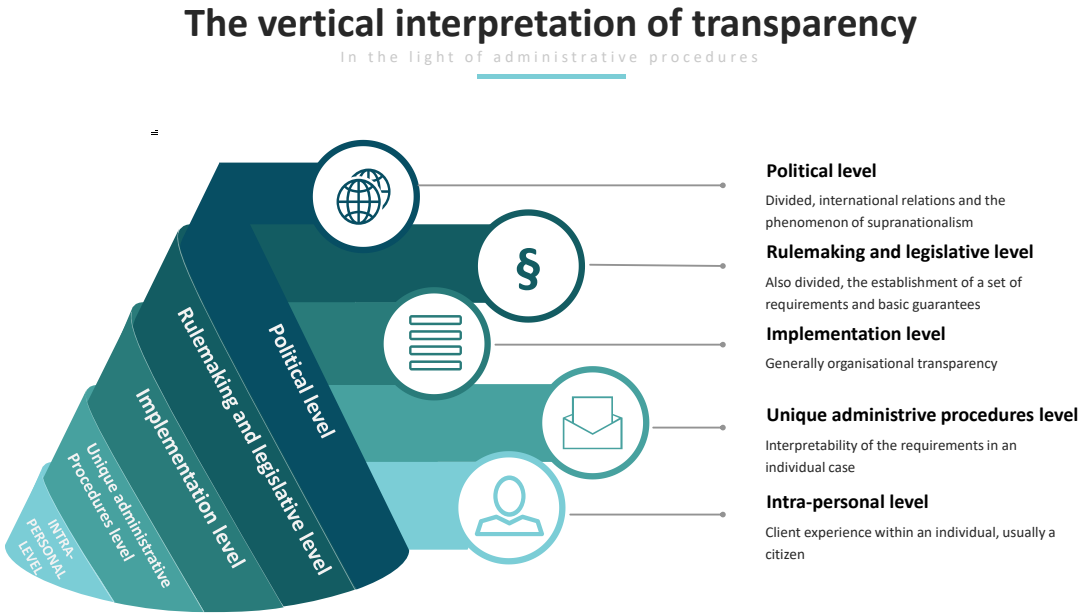 The vertical interpretation of transparency
In the light of administrative procedures
Political level
Divided, international relations and the
phenomenon of supranationalism
Rulemaking and legislative level
Also divided, the establishment of a set of
requirements and basic guarantees
Implementation level
Generally organisational transparency
Unique administrive procedures level
Interpretability of the requirements in an
individual case
Intra-personal level
Client experience within an individual, usually a
citizen
§
Political level
Rulemaking and legislative level
Implementation level
Unique administrative
Procedures level
INTRA-
PERSONAL
LEVEL